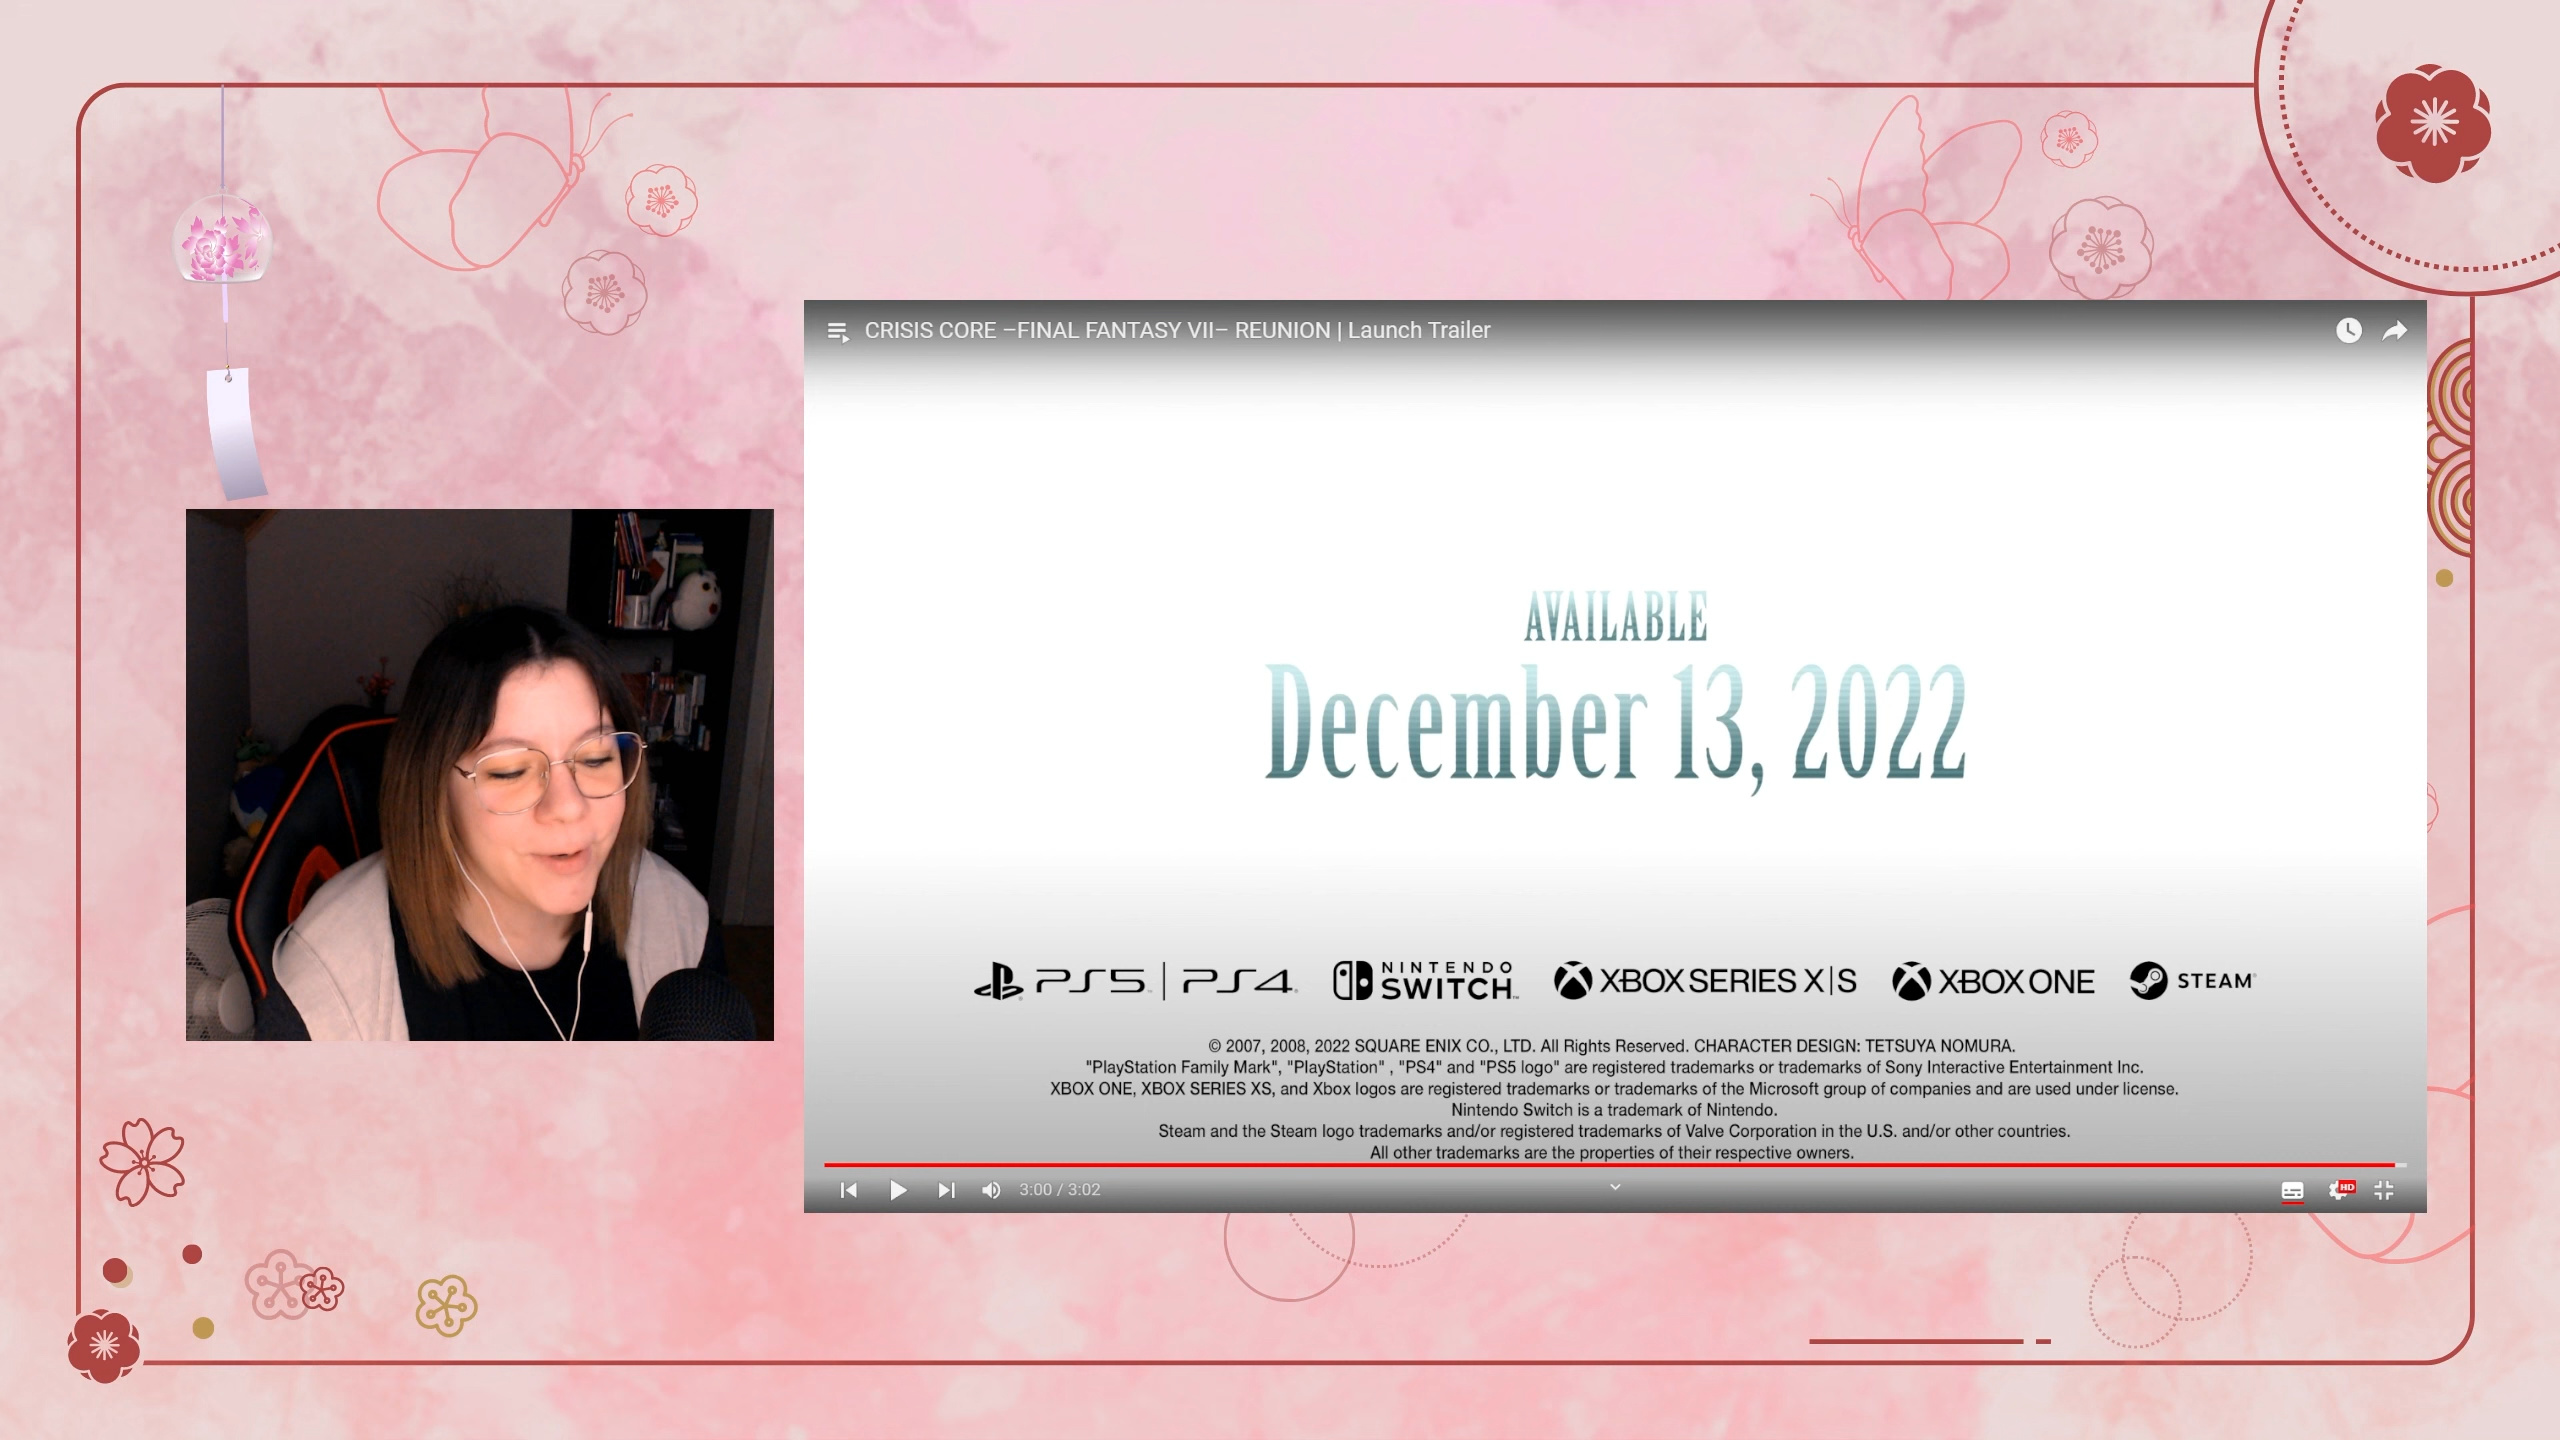 CRISIS CORE –FINAL FANTASY VII– REUNION | Launch Trailer
AVAILABLE
December 13, 2022
PS5 | PS4 NINTENDO SWITCH™ XBOX SERIES X|S XBOX ONE STEAM®
© 2007, 2008, 2022 SQUARE ENIX CO., LTD. All Rights Reserved. CHARACTER DESIGN: TETSUYA NOMURA.
"PlayStation Family Mark", "PlayStation" , "PS4" and "PS5 logo" are registered trademarks or trademarks of Sony Interactive Entertainment Inc.
XBOX ONE, XBOX SERIES XS, and Xbox logos are registered trademarks or trademarks of the Microsoft group of companies and are used under license.
Nintendo Switch is a trademark of Nintendo.
Steam and the Steam logo trademarks and/or registered trademarks of Valve Corporation in the U.S. and/or other countries.
All other trademarks are the properties of their respective owners.
3:00 / 3:02
HD